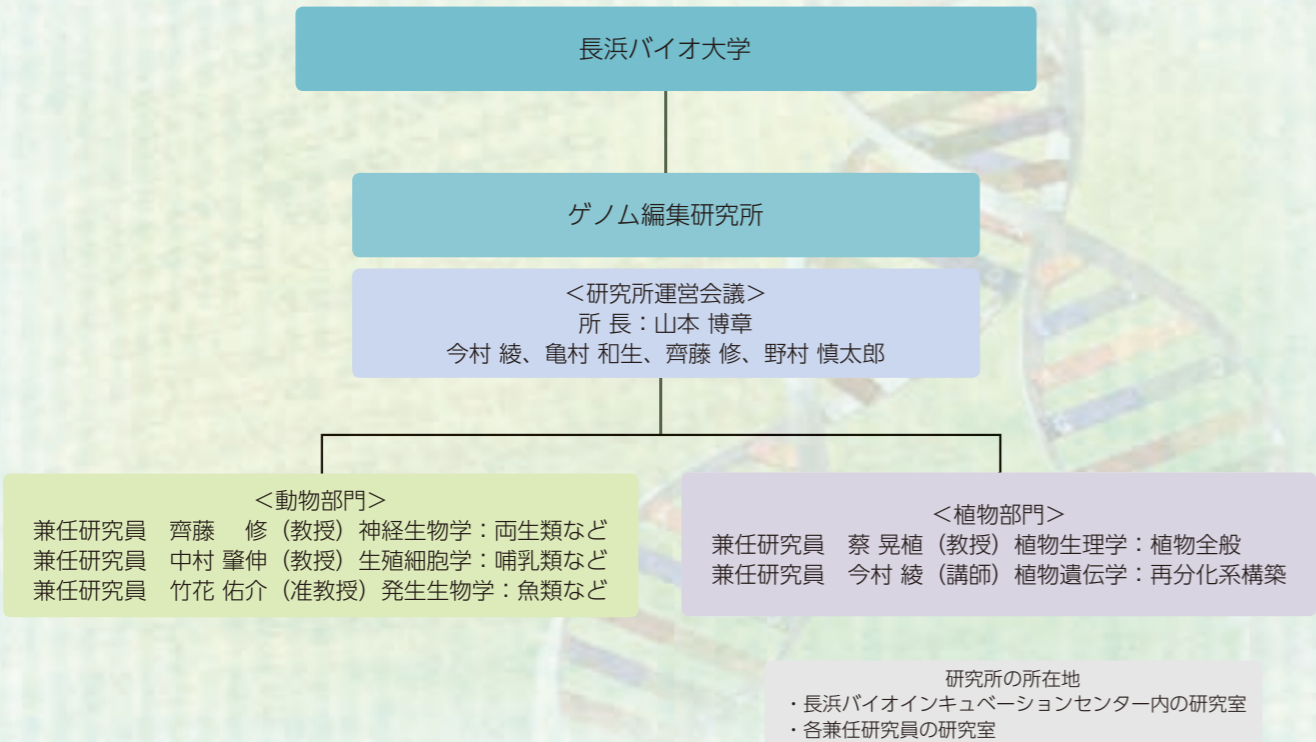 長浜バイオ大学
ゲノム編集研究所
＜研究所運営会議＞
所 長：山本 博章
今村 綾、亀村 和生、齊藤 修、野村 慎太郎
＜動物部門＞
兼任研究員　齊藤　修（教授）神経生物学：両生類など
兼任研究員　中村 肇伸（教授）生殖細胞学：哺乳類など
兼任研究員　竹花 佑介（准教授）発生生物学：魚類など
＜植物部門＞
兼任研究員　蔡 晃植（教授）植物生理学：植物全般
兼任研究員　今村 綾（講師）植物遺伝学：再分化系構築
研究所の所在地
・長浜バイオインキュベーションセンター内の研究室
・各兼任研究員の研究室